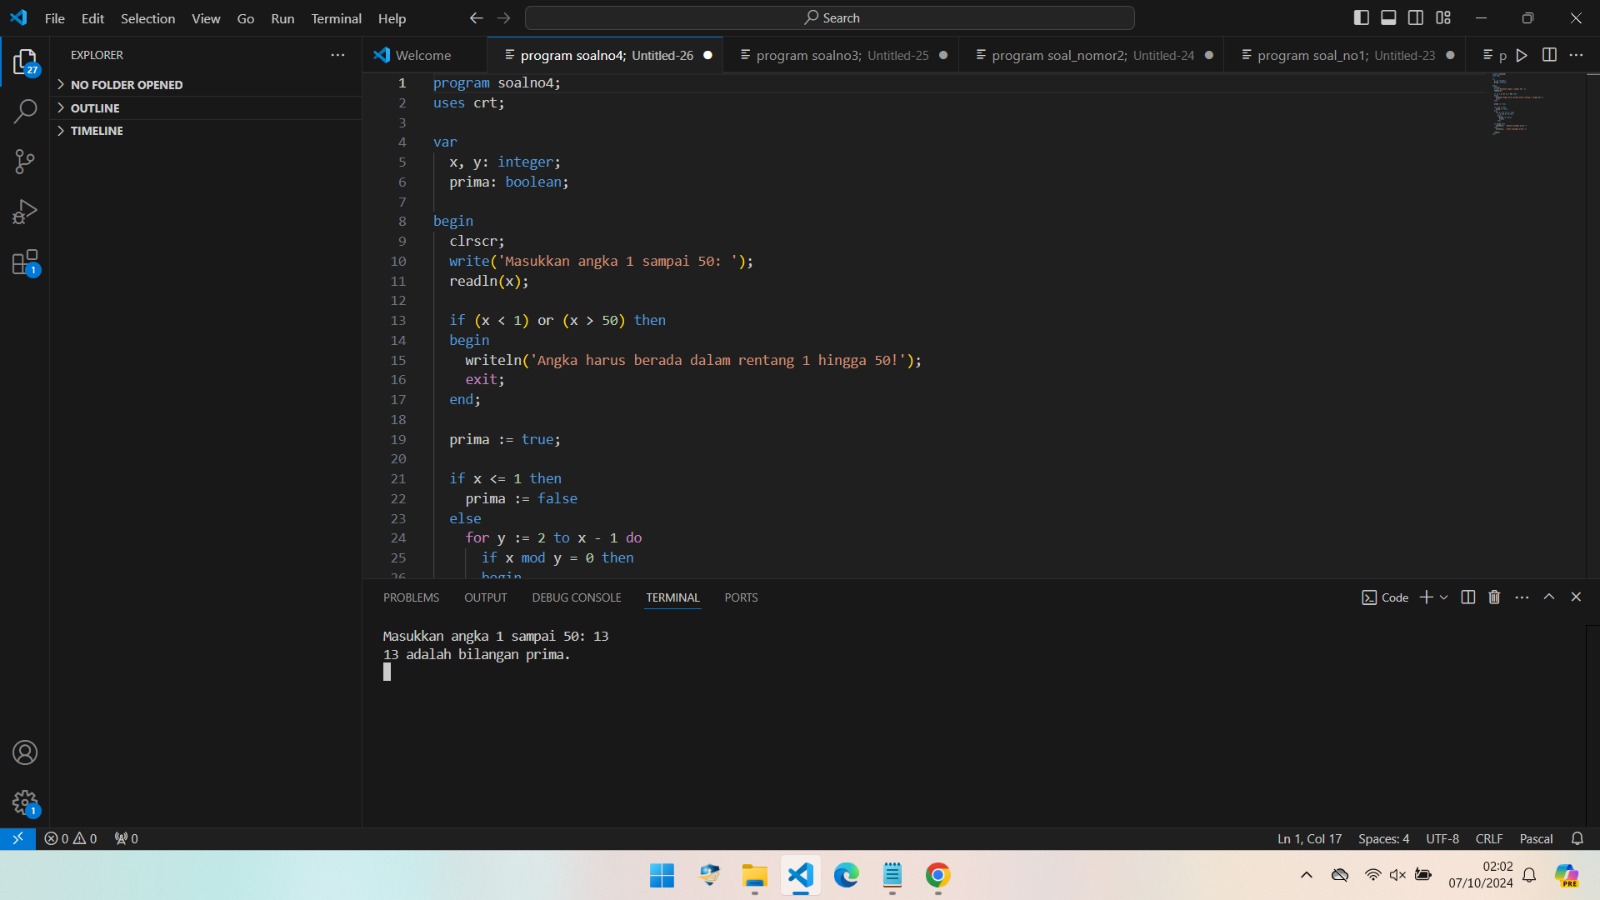 File Edit Selection View Go Run Terminal Help
Search
EXPLORER
27
NO FOLDER OPENED
OUTLINE
TIMELINE
1
1
Welcome
program soalno4; Untitled-26
program soalno3; Untitled-25
program soal_nomor2; Untitled-24
program soal_no1; Untitled-23
p
1 program soalno4;
2 uses crt;
3
4 var
5 x, y: integer;
6 prima: boolean;
7
8 begin
9 clrscr;
10 write('Masukkan angka 1 sampai 50: ');
11 readln(x);
12
13 if (x < 1) or (x > 50) then
14 begin
15 writeln('Angka harus berada dalam rentang 1 hingga 50!');
16 exit;
17 end;
18
19 prima := true;
20
21 if x <= 1 then
22 prima := false
23 else
24 for y := 2 to x - 1 do
25 if x mod y = 0 then
26 begin
PROBLEMS OUTPUT DEBUG CONSOLE TERMINAL PORTS
Code
Masukkan angka 1 sampai 50: 13
13 adalah bilangan prima.
0 0 0
Ln 1, Col 17 Spaces: 4 UTF-8 CRLF Pascal
02:02
07/10/2024
PRE